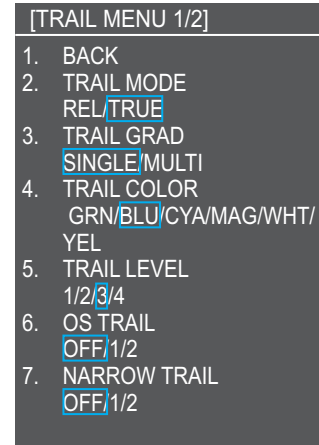 [TRAIL MENU 1/2]
1. BACK
2. TRAIL MODE
REL/TRUE
3. TRAIL GRAD
SINGLE/MULTI
4. TRAIL COLOR
GRN/BLU/CYA/MAG/WHT/
YEL
5. TRAIL LEVEL
1/2/3/4
6. OS TRAIL
OFF/1/2
7. NARROW TRAIL
OFF/1/2